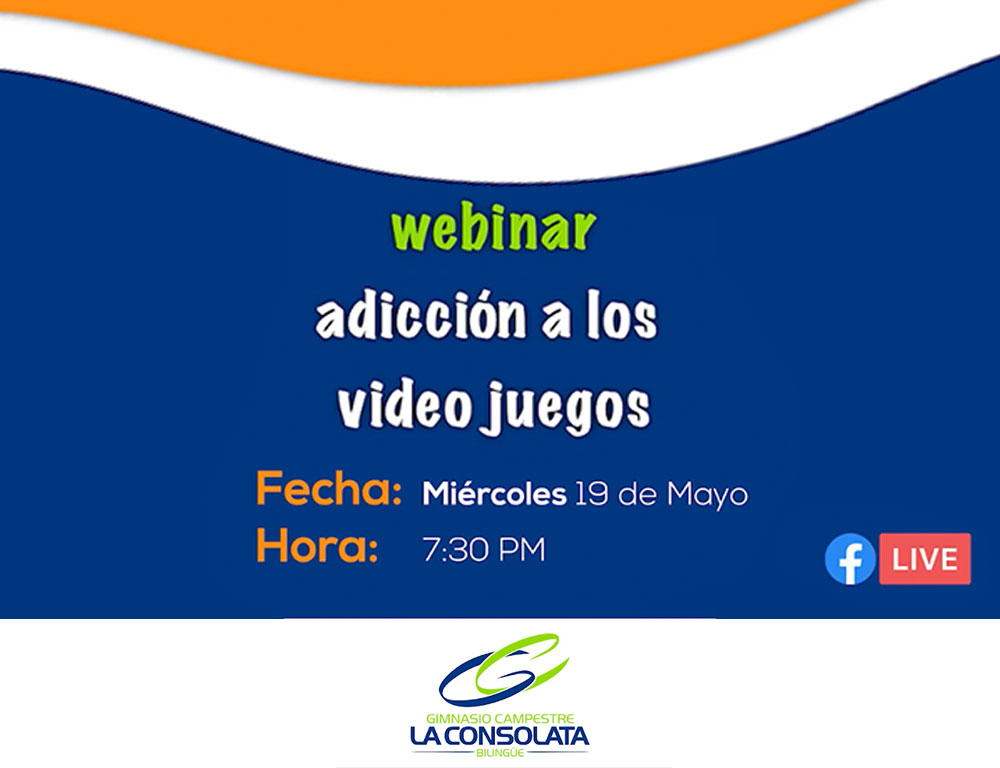 webinar
adicción a los
video juegos
Fecha: Miércoles 19 de Mayo
Hora: 7:30 PM
f LIVE
GIMNASIO CAMPESTRE
LA CONSOLATA
BILINGÜE